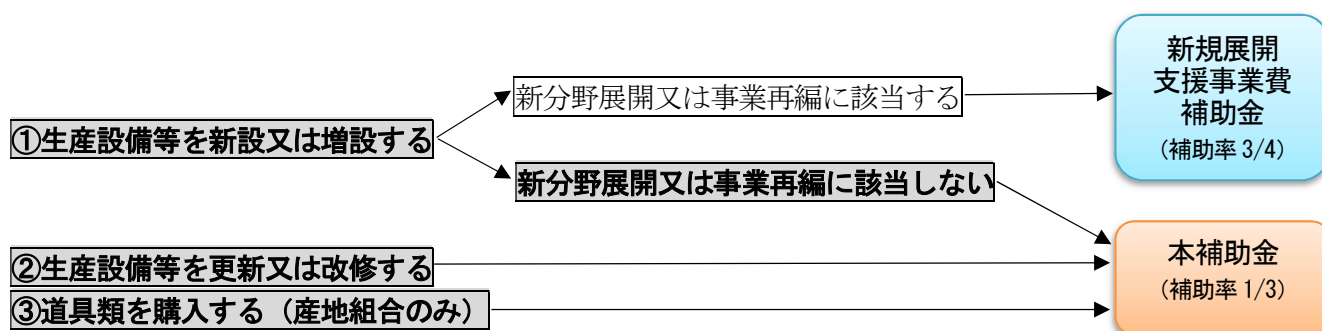 ①生産設備等を新設又は増設する
新分野展開又は事業再編に該当する
新規展開
支援事業費
補助金
（補助率 3/4）
新分野展開又は事業再編に該当しない
②生産設備等を更新又は改修する
③道具類を購入する（産地組合のみ）
本補助金
（補助率 1/3）